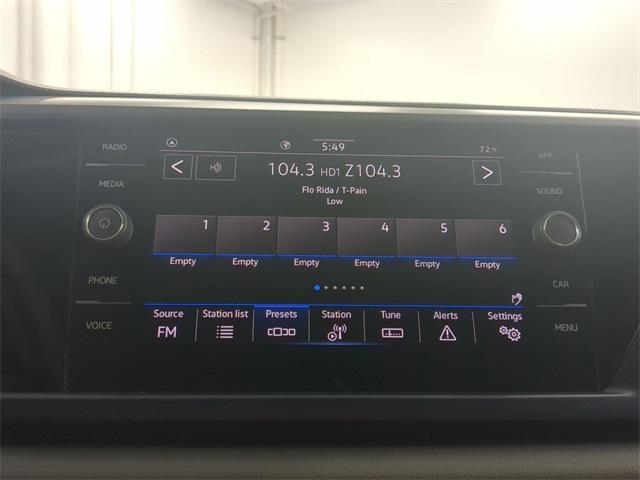 RADIO
MEDIA
PHONE
VOICE
5:49
72°F
104.3 HD1 Z104.3
Flo Rida / T-Pain
Low
1 2 3 4 5 6
Empty Empty Empty Empty Empty Empty
Source Station list Presets Station Tune Alerts Settings
FM
APP
SOUND
CAR
MENU